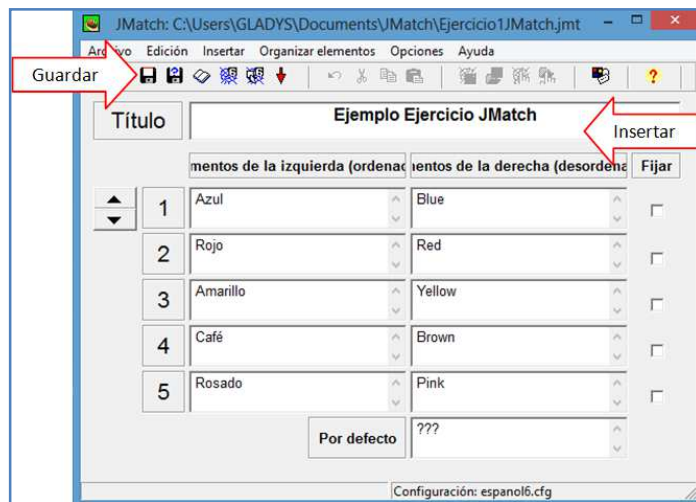 JMatch: C:\Users\GLADYS\Documents\JMatch\Ejercicio1JMatch.jmt
Archivo Edición Insertar Organizar elementos Opciones Ayuda
Guardar
Título
Ejemplo Ejercicio JMatch
Insertar
mentos de la izquierda (ordenad
entos de la derecha (desordena
Fijar
1 Azul Blue
2 Rojo Red
3 Amarillo Yellow
4 Café Brown
5 Rosado Pink
Por defecto ???
Configuración: espanol6.cfg